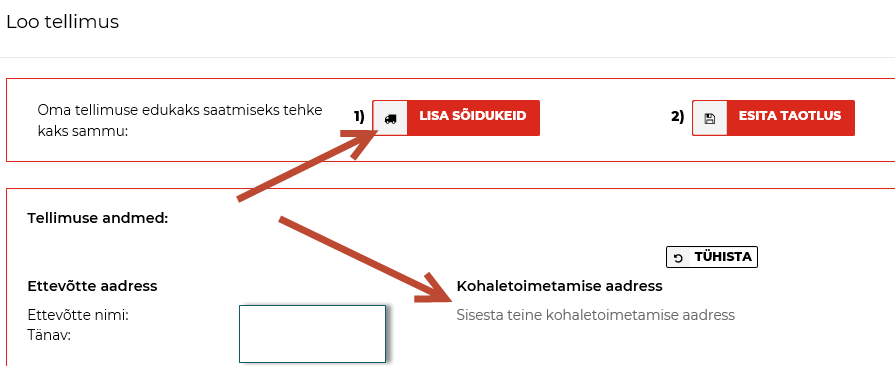 Loo tellimus
Oma tellimuse edukaks saatmiseks tehke
kaks sammu:
1) LISA SÕIDUKEID
2) ESITA TAOTLUS
Tellimuse andmed:
TÜHISTA
Ettevõtte aadress
Kohaletoimetamise aadress
Ettevõtte nimi:
Sisesta teine kohaletoimetamise aadress
Tänav: